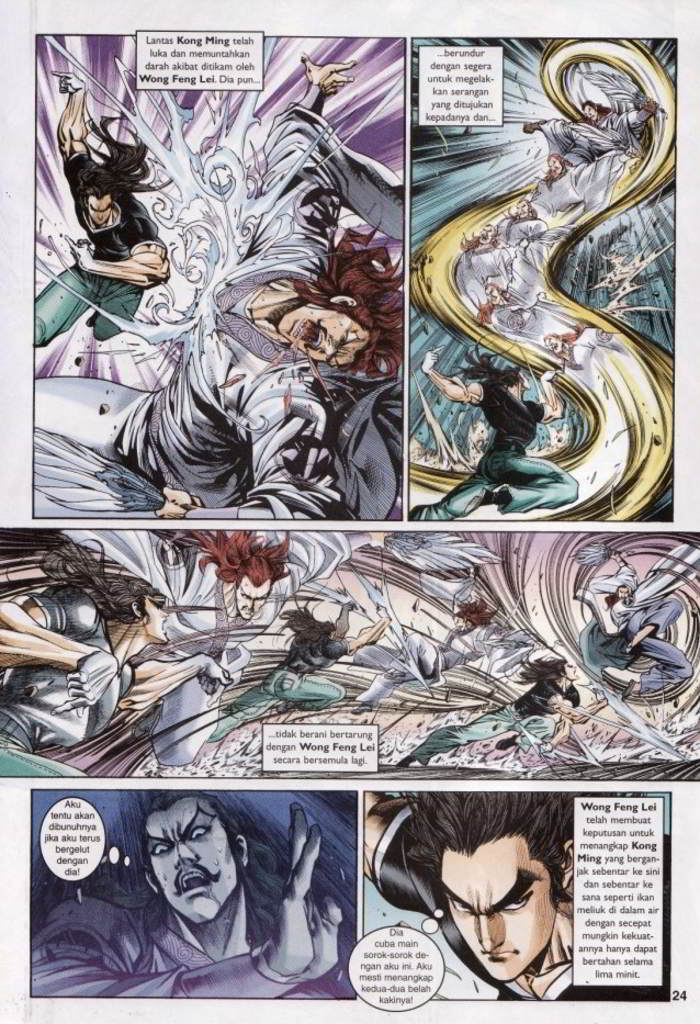 Lantas Kong Ming telah
luka dan memuntahkan
darah akibat ditikam oleh
Wong Feng Lei. Dia pun...
...berundur
dengan segera
untuk megelak-
kan serangan
yang ditujukan
kepadanya dan...
...tidak berani bertarung
dengan Wong Feng Lei
secara bersemula lagi.
Aku
tentu akan
dibunuhnya
jika aku terus
bergelut
dengan
dia!
Dia
cuba main
sorok-sorok de-
ngan aku ini. Aku
mesti menangkap
kedua-dua belah
kakinya!
Wong Feng Lei
telah membuat
keputusan untuk
menangkap Kong
Ming yang bergan-
jak sebentar ke sini
dan sebentar ke
sana seperti ikan
meliuk di dalam air
dengan secepat
mungkin kekuat-
annya hanya dapat
bertahan selama
lima minit.
24